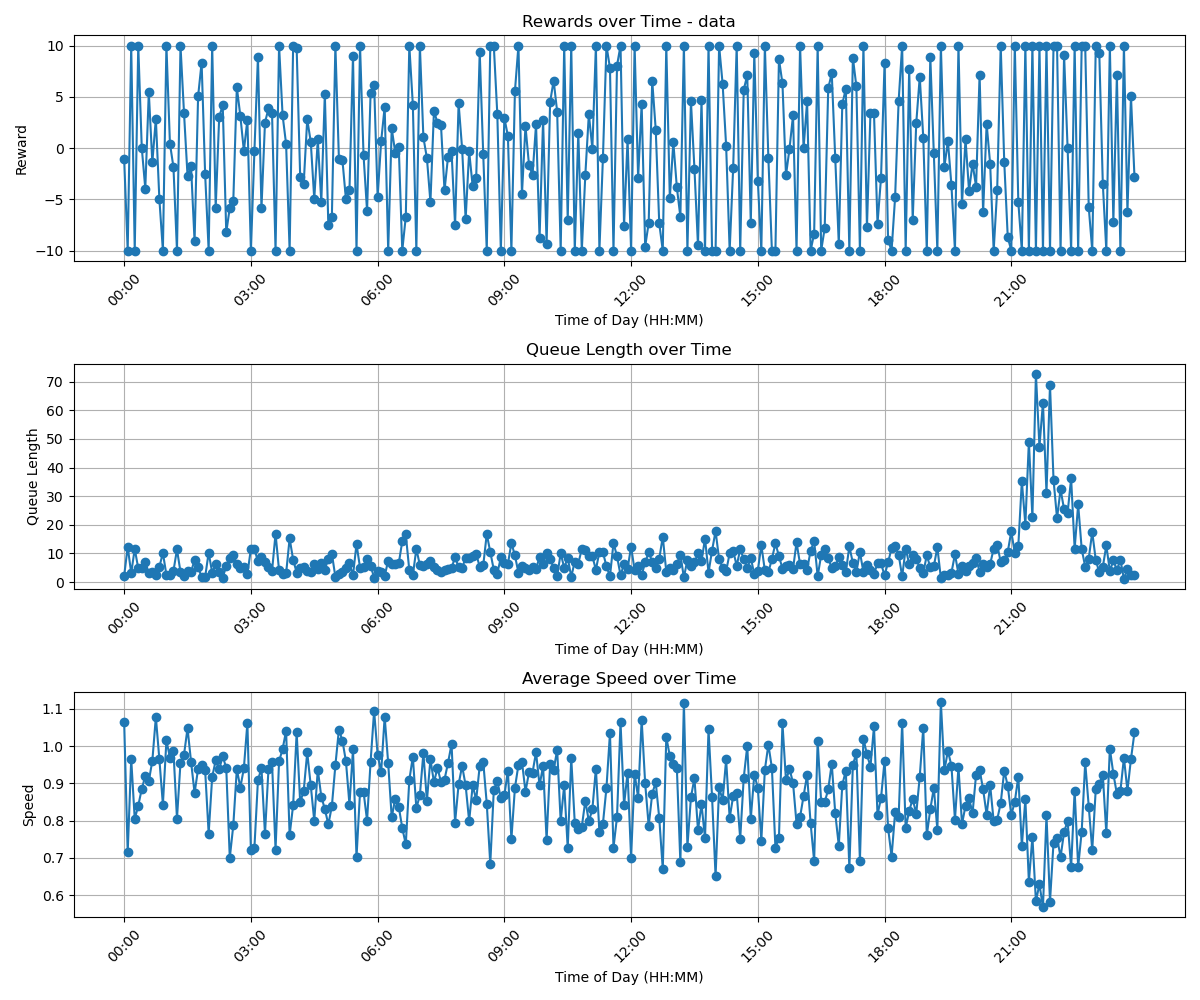 Rewards over Time - data
Reward
10
5
0
−5
−10
00:00 03:00 06:00 09:00 12:00 15:00 18:00 21:00
Time of Day (HH:MM)
Queue Length over Time
Queue Length
70
60
50
40
30
20
10
0
00:00 03:00 06:00 09:00 12:00 15:00 18:00 21:00
Time of Day (HH:MM)
Average Speed over Time
Speed
1.1
1.0
0.9
0.8
0.7
0.6
00:00 03:00 06:00 09:00 12:00 15:00 18:00 21:00
Time of Day (HH:MM)